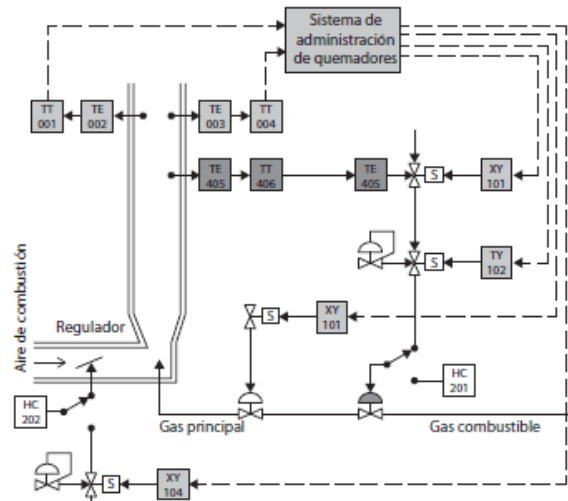 Sistema de
administración
de quemadores
TT
001
TE
002
TE
003
TT
004
TE
405
TT
406
TE
405
S
XY
101
S
TY
102
Aire de combustión
Regulador
S
XY
101
HC
201
HC
202
Gas principal
Gas combustible
S
XY
104